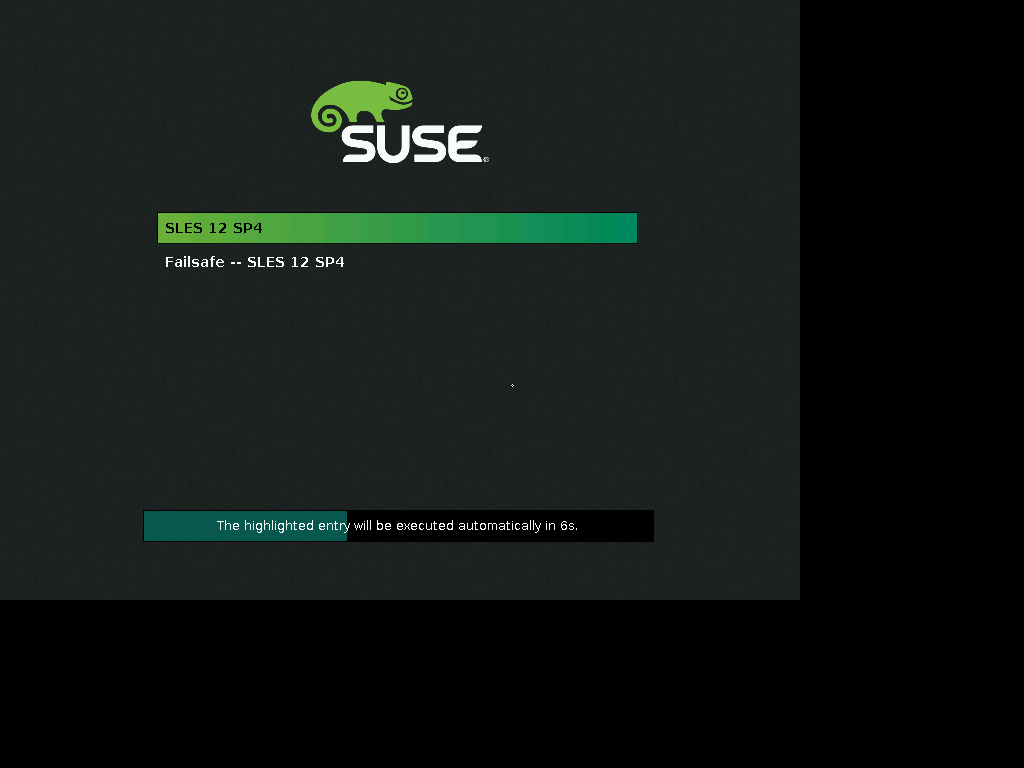 SUSE®
SLES 12 SP4
Failsafe -- SLES 12 SP4
The highlighted entry will be executed automatically in 6s.